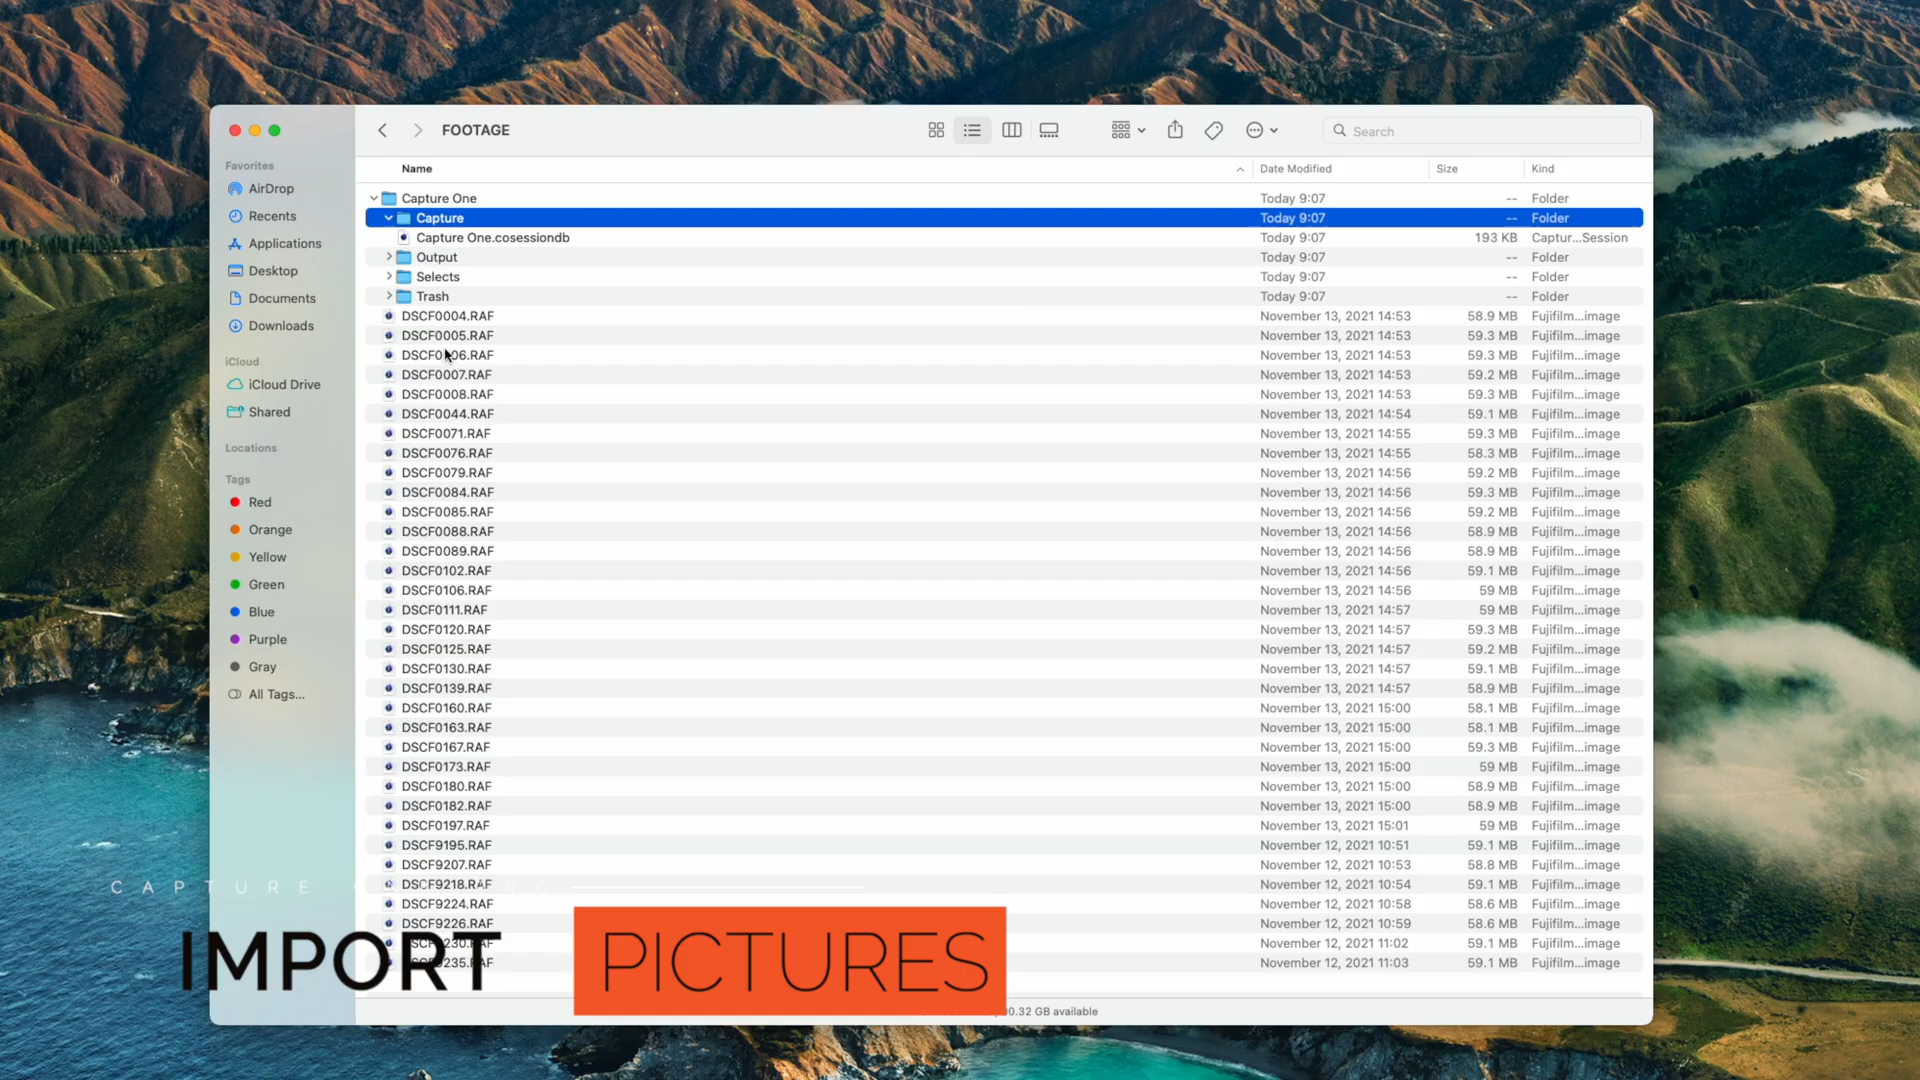 FOOTAGE
Search
Favorites
AirDrop
Recents
Applications
Desktop
Documents
Downloads
iCloud
iCloud Drive
Shared
Locations
Tags
Red
Orange
Yellow
Green
Blue
Purple
Gray
All Tags...
Name Date Modified Size Kind
Capture One Today 9:07 -- Folder
Capture Today 9:07 -- Folder
Capture One.cosessiondb Today 9:07 193 KB Captur...Session
Output Today 9:07 -- Folder
Selects Today 9:07 -- Folder
Trash Today 9:07 -- Folder
DSCF0004.RAF November 13, 2021 14:53 58.9 MB Fujifilm...image
DSCF0005.RAF November 13, 2021 14:53 59.3 MB Fujifilm...image
DSCF0006.RAF November 13, 2021 14:53 59.3 MB Fujifilm...image
DSCF0007.RAF November 13, 2021 14:53 59.2 MB Fujifilm...image
DSCF0008.RAF November 13, 2021 14:53 59.3 MB Fujifilm...image
DSCF0044.RAF November 13, 2021 14:54 59.1 MB Fujifilm...image
DSCF0071.RAF November 13, 2021 14:55 59.3 MB Fujifilm...image
DSCF0076.RAF November 13, 2021 14:55 58.3 MB Fujifilm...image
DSCF0079.RAF November 13, 2021 14:56 59.2 MB Fujifilm...image
DSCF0084.RAF November 13, 2021 14:56 59.3 MB Fujifilm...image
DSCF0085.RAF November 13, 2021 14:56 59.2 MB Fujifilm...image
DSCF0088.RAF November 13, 2021 14:56 58.9 MB Fujifilm...image
DSCF0089.RAF November 13, 2021 14:56 58.9 MB Fujifilm...image
DSCF0102.RAF November 13, 2021 14:56 59.1 MB Fujifilm...image
DSCF0106.RAF November 13, 2021 14:56 59 MB Fujifilm...image
DSCF0111.RAF November 13, 2021 14:57 59 MB Fujifilm...image
DSCF0120.RAF November 13, 2021 14:57 59.3 MB Fujifilm...image
DSCF0125.RAF November 13, 2021 14:57 59.2 MB Fujifilm...image
DSCF0130.RAF November 13, 2021 14:57 59.1 MB Fujifilm...image
DSCF0139.RAF November 13, 2021 14:57 58.9 MB Fujifilm...image
DSCF0160.RAF November 13, 2021 15:00 58.1 MB Fujifilm...image
DSCF0163.RAF November 13, 2021 15:00 58.1 MB Fujifilm...image
DSCF0167.RAF November 13, 2021 15:00 59.3 MB Fujifilm...image
DSCF0173.RAF November 13, 2021 15:00 59 MB Fujifilm...image
DSCF0180.RAF November 13, 2021 15:00 58.9 MB Fujifilm...image
DSCF0182.RAF November 13, 2021 15:00 58.9 MB Fujifilm...image
DSCF0197.RAF November 13, 2021 15:01 59 MB Fujifilm...image
DSCF9195.RAF November 12, 2021 10:51 59.1 MB Fujifilm...image
DSCF9207.RAF November 12, 2021 10:53 58.8 MB Fujifilm...image
DSCF9218.RAF November 12, 2021 10:54 59.1 MB Fujifilm...image
DSCF9224.RAF November 12, 2021 10:58 58.6 MB Fujifilm...image
DSCF9226.RAF November 12, 2021 10:59 58.6 MB Fujifilm...image
November 12, 2021 11:02 59.1 MB Fujifilm...image
November 12, 2021 11:03 59.1 MB Fujifilm...image
CAPTURE
IMPORT PICTURES
GB available